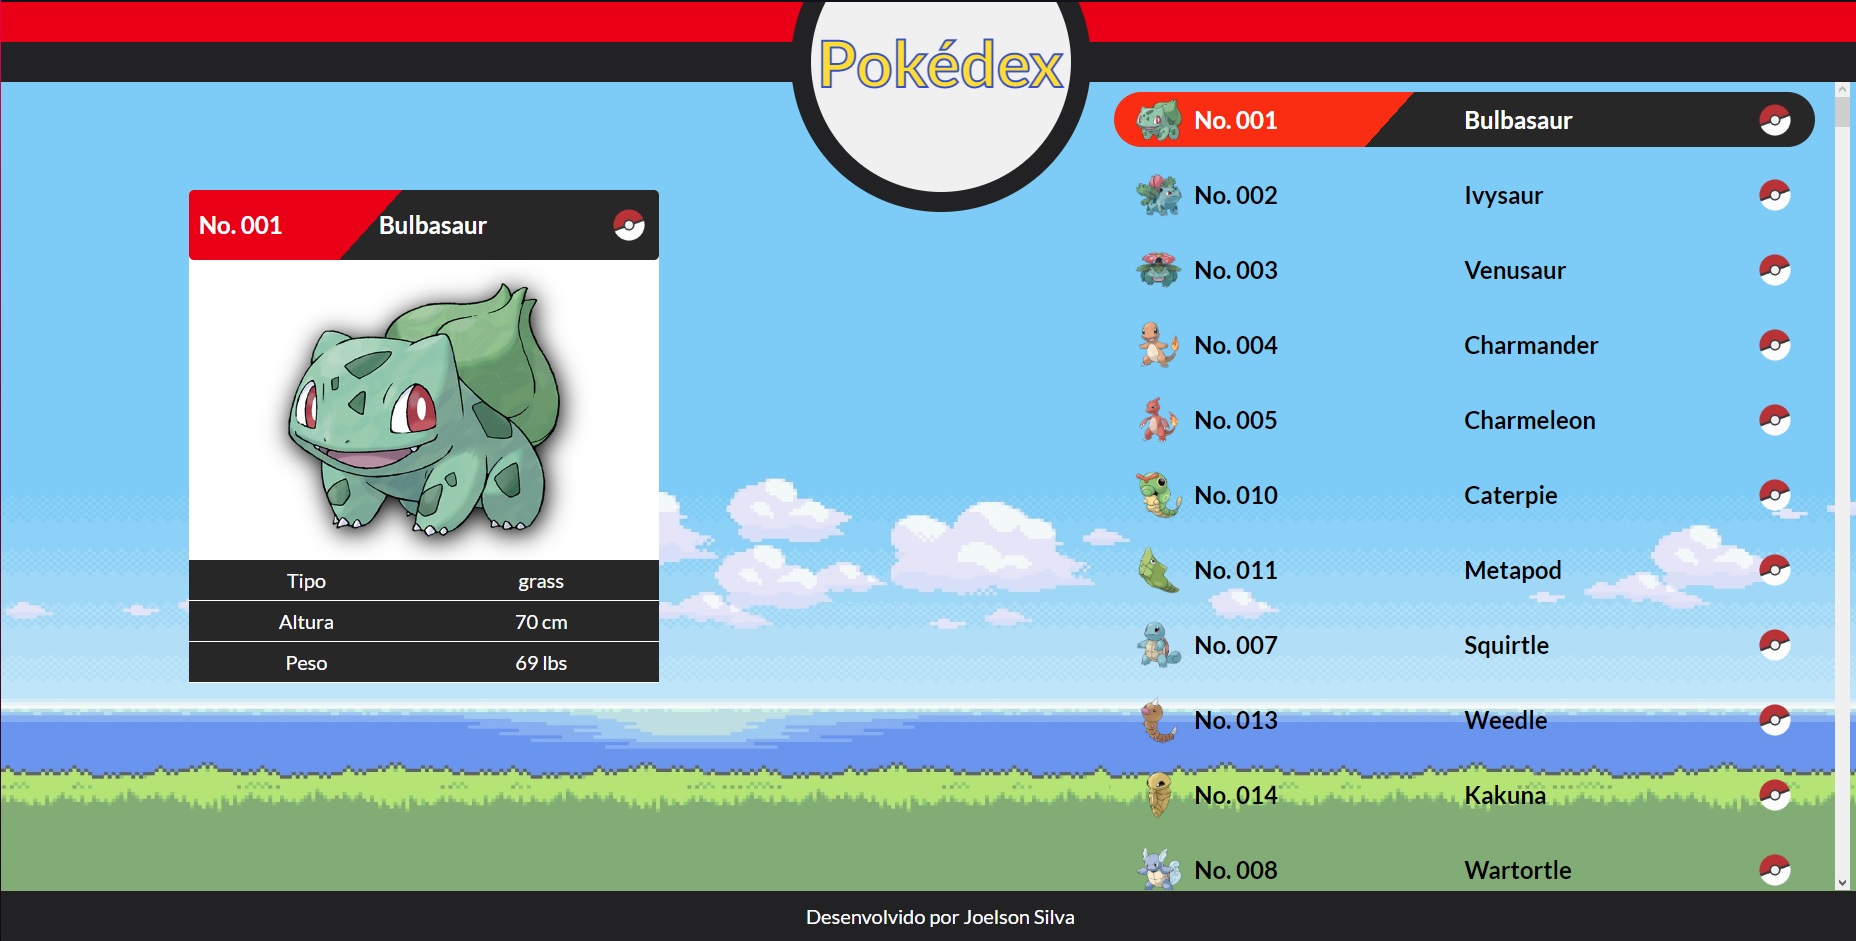 Pokédex
No. 001 Bulbasaur
Tipo grass
Altura 70 cm
Peso 69 lbs
No. 001 Bulbasaur
No. 002 Ivysaur
No. 003 Venusaur
No. 004 Charmander
No. 005 Charmeleon
No. 010 Caterpie
No. 011 Metapod
No. 007 Squirtle
No. 013 Weedle
No. 014 Kakuna
No. 008 Wartortle
Desenvolvido por Joelson Silva